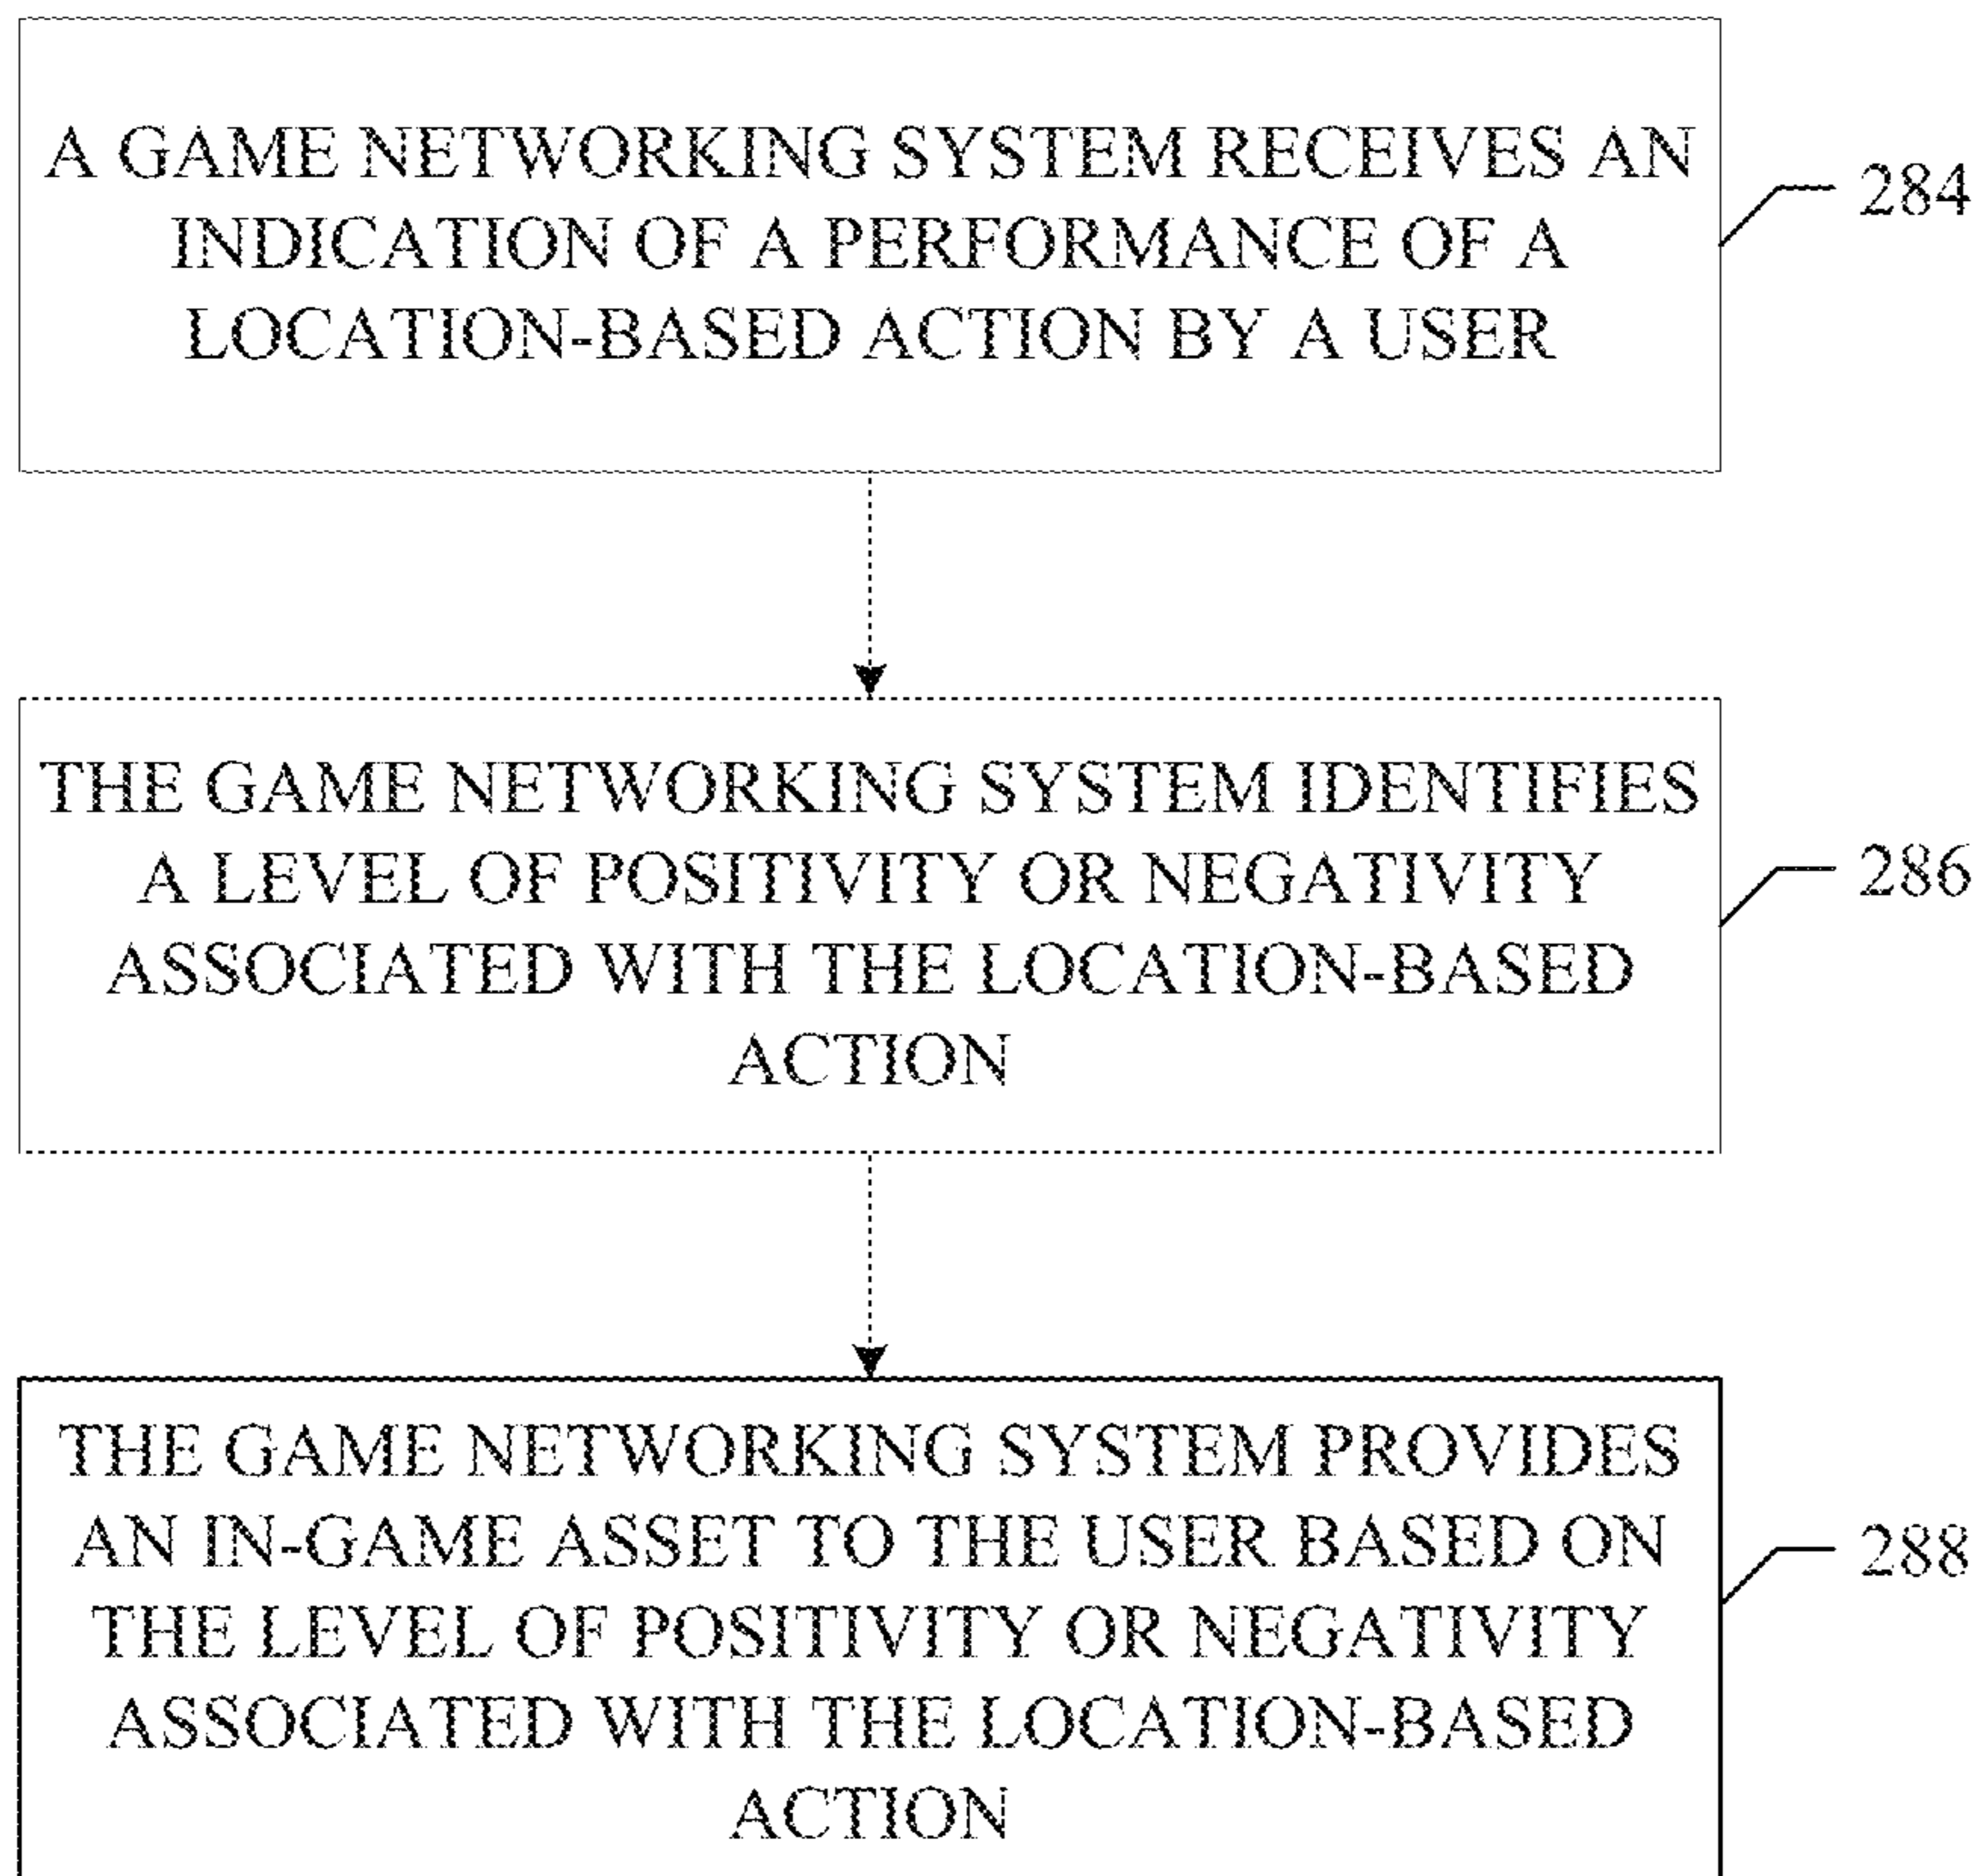 A GAME NETWORKING SYSTEM RECEIVES AN
INDICATION OF A PERFORMANCE OF A
LOCATION-BASED ACTION BY A USER
284
THE GAME NETWORKING SYSTEM IDENTIFIES
A LEVEL OF POSITIVITY OR NEGATIVITY
ASSOCIATED WITH THE LOCATION-BASED
ACTION
286
THE GAME NETWORKING SYSTEM PROVIDES
AN IN-GAME ASSET TO THE USER BASED ON
THE LEVEL OF POSITIVITY OR NEGATIVITY
ASSOCIATED WITH THE LOCATION-BASED
ACTION
288